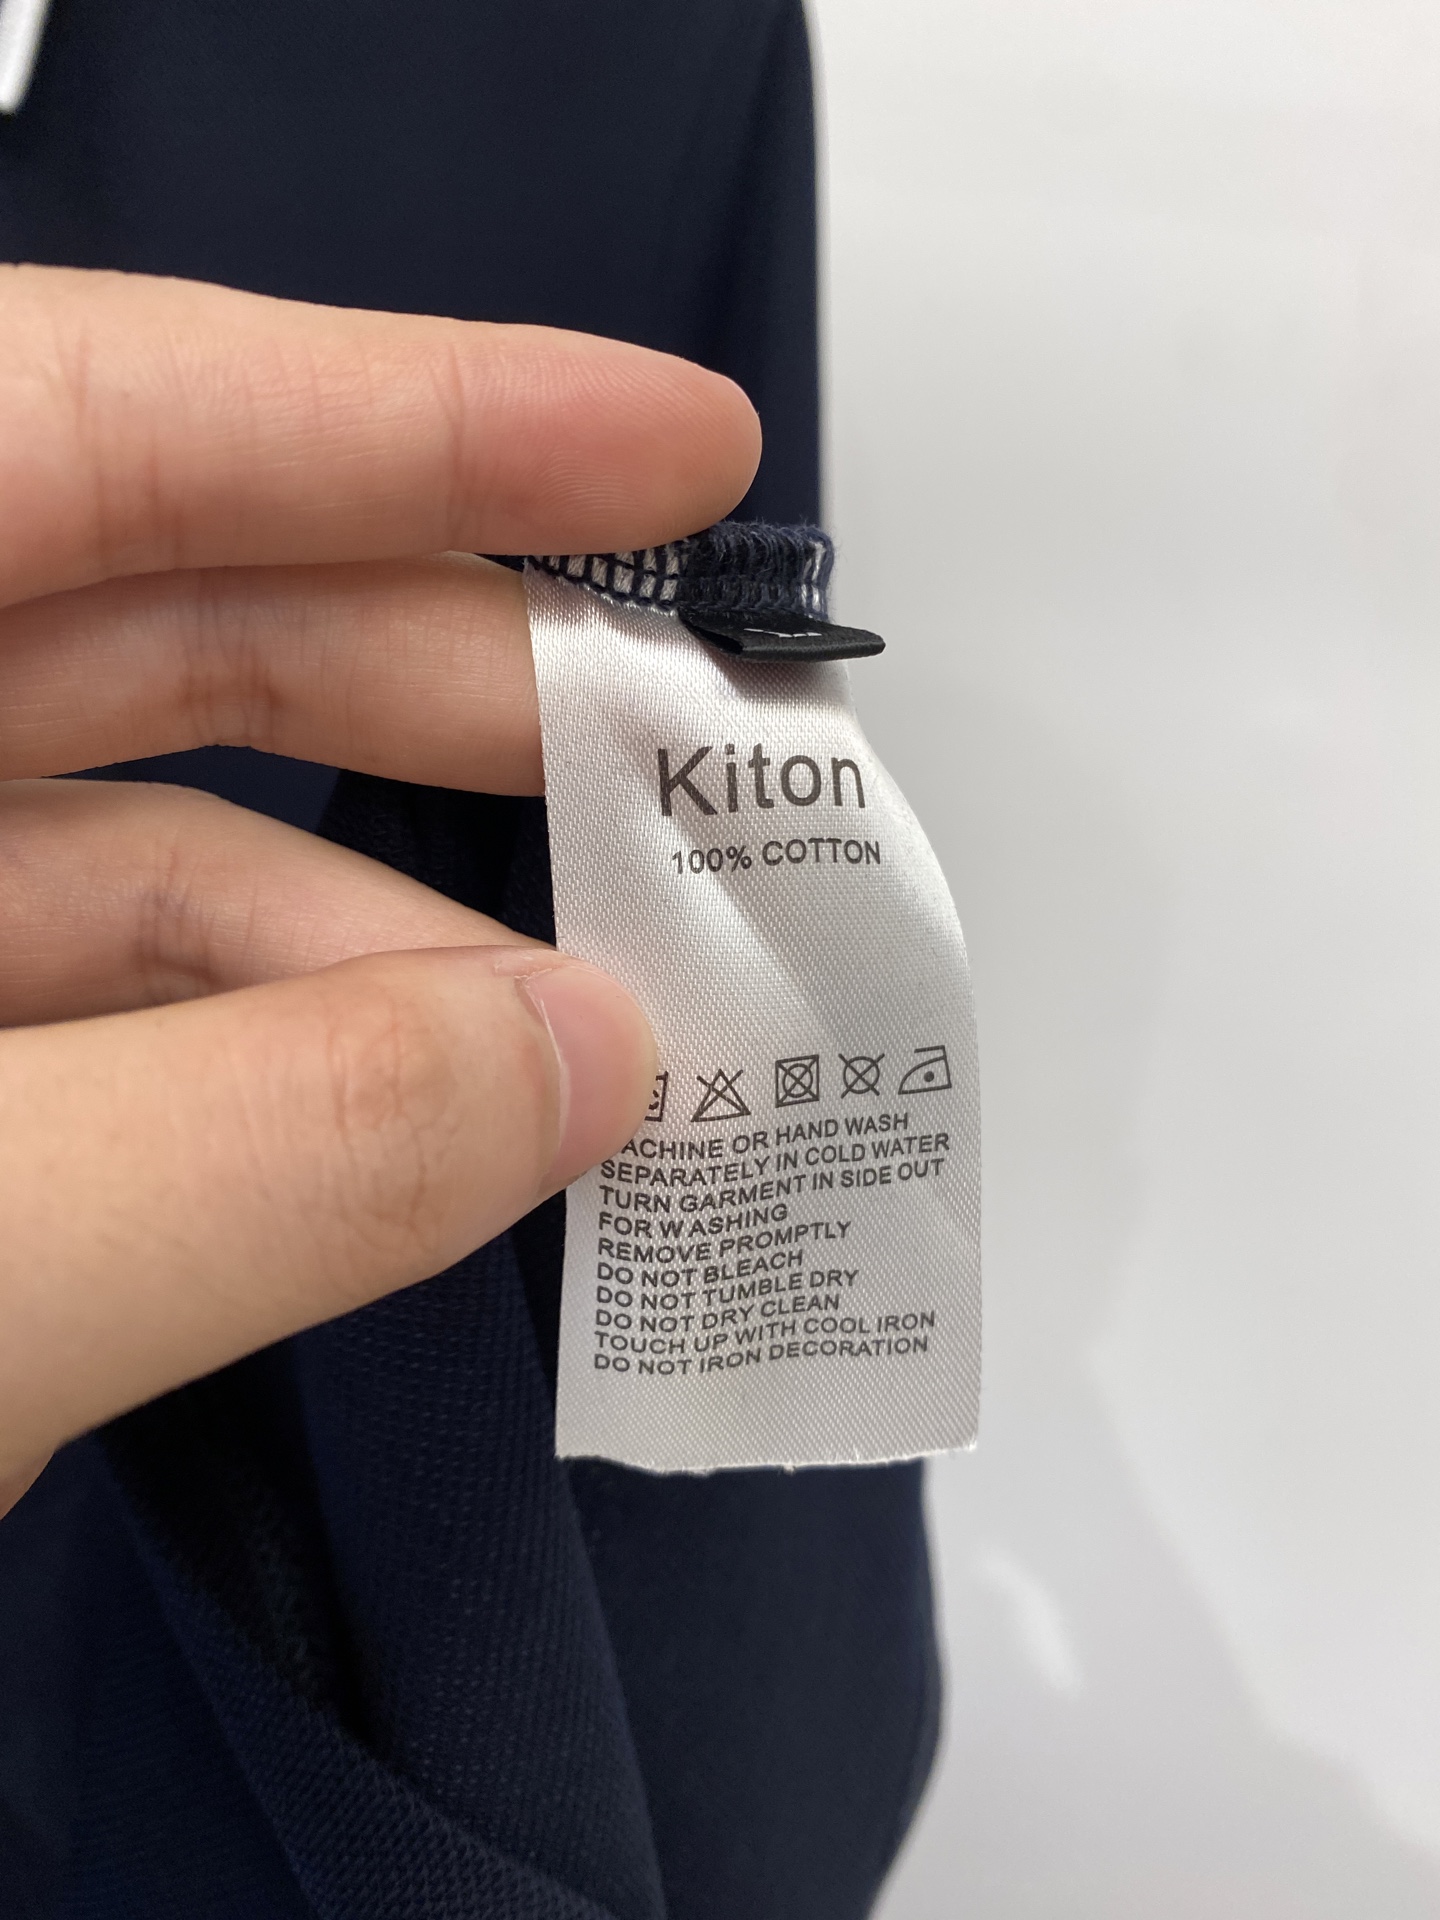 Kiton
100% COTTON
ACHINE OR HAND WASH
SEPARATELY IN COLD WATER
TURN GARMENT IN SIDE OUT
FOR WASHING
REMOVE PROMPTLY
DO NOT BLEACH
DO NOT TUMBLE DRY
DO NOT DRY CLEAN
TOUCH UP WITH COOL IRON
DO NOT IRON DECORATION